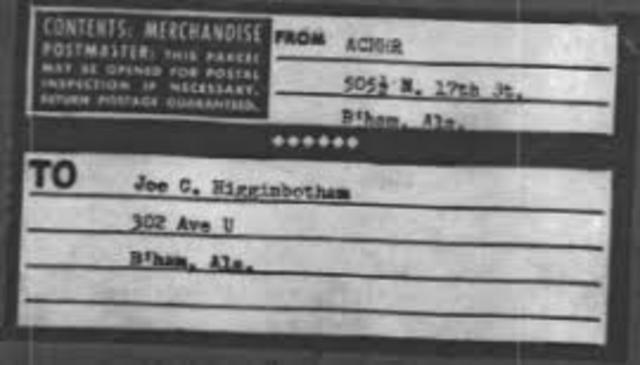 CONTENTS: MERCHANDISE
POSTMASTER: THIS PARCEL
MAY BE OPENED FOR POSTAL
INSPECTION IF NECESSARY.
RETURN POSTAGE GUARANTEED.
FROM ACMHR
505½ N. 17th St.
B'ham, Ala.
TO Joe C. Higginbotham
302 Ave U
B'ham, Ala.